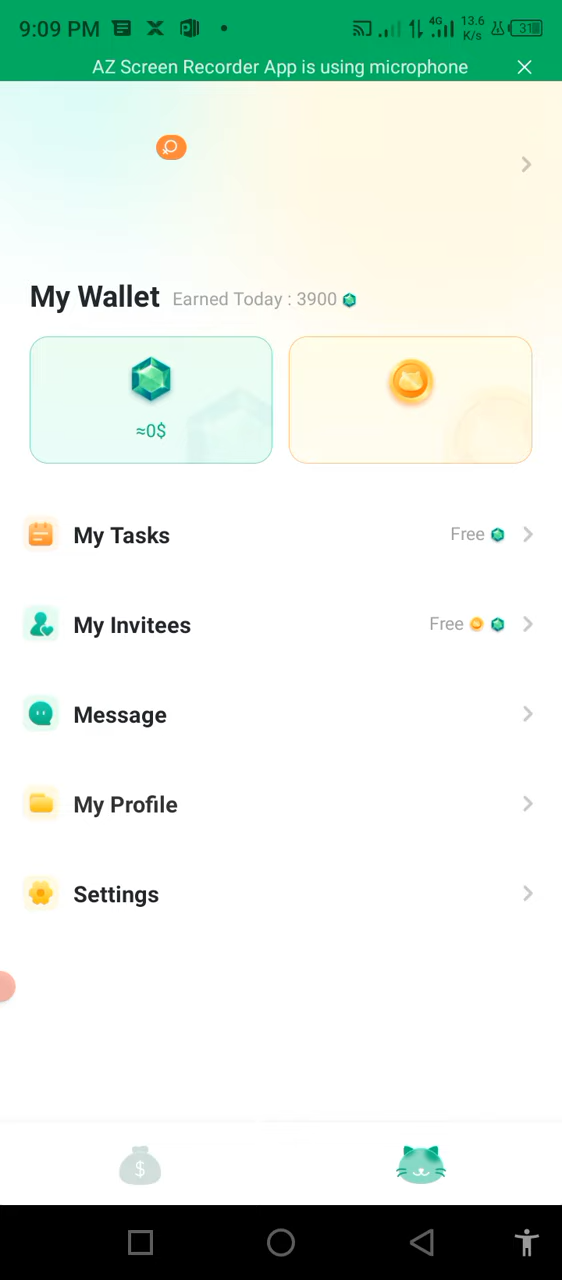 9:09 PM
4G
13.6
K/s
31
AZ Screen Recorder App is using microphone
My Wallet Earned Today : 3900
≈0$
My Tasks Free
My Invitees Free
Message
My Profile
Settings
$